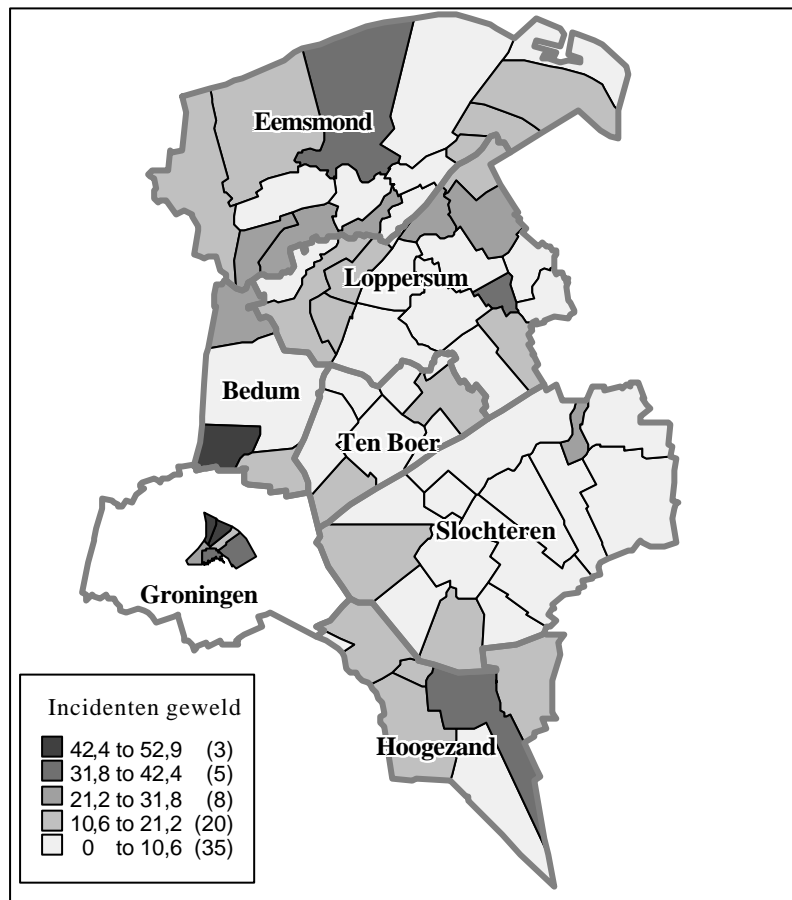 Eemsmond
Loppersum
Bedum
Ten Boer
Slochteren
Groningen
Hoogezand
Incidenten geweld
42,4 to 52,9 (3)
31,8 to 42,4 (5)
21,2 to 31,8 (8)
10,6 to 21,2 (20)
0 to 10,6 (35)